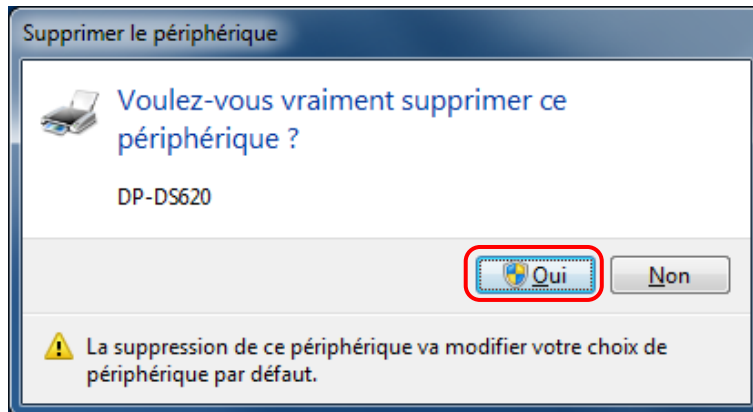 Supprimer le périphérique
Voulez-vous vraiment supprimer ce
périphérique ?
DP-DS620
Oui
Non
La suppression de ce périphérique va modifier votre choix de
périphérique par défaut.